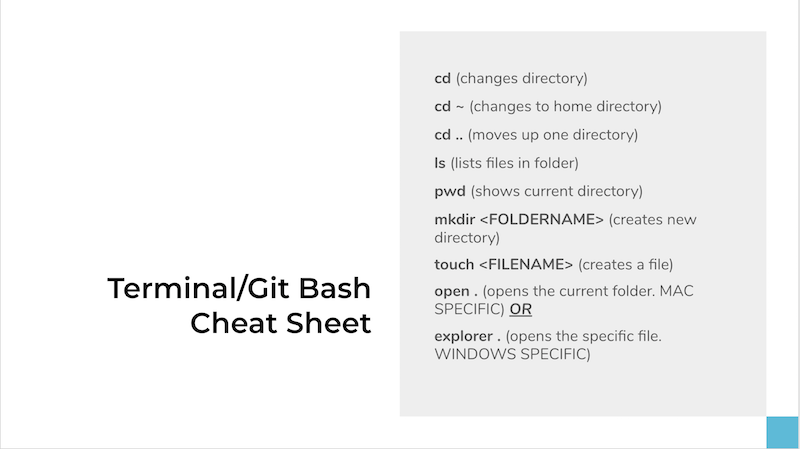 Terminal/Git Bash
Cheat Sheet
cd (changes directory)
cd ~ (changes to home directory)
cd .. (moves up one directory)
ls (lists files in folder)
pwd (shows current directory)
mkdir <FOLDERNAME> (creates new
directory)
touch <FILENAME> (creates a file)
open . (opens the current folder. MAC
SPECIFIC) OR
explorer . (opens the specific file.
WINDOWS SPECIFIC)